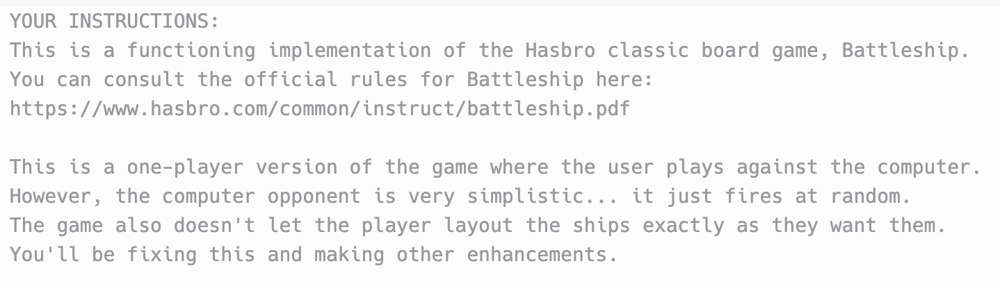 YOUR INSTRUCTIONS:
This is a functioning implementation of the Hasbro classic board game, Battleship.
You can consult the official rules for Battleship here:
https://www.hasbro.com/common/instruct/battleship.pdf

This is a one-player version of the game where the user plays against the computer.
However, the computer opponent is very simplistic... it just fires at random.
The game also doesn't let the player layout the ships exactly as they want them.
You'll be fixing this and making other enhancements.